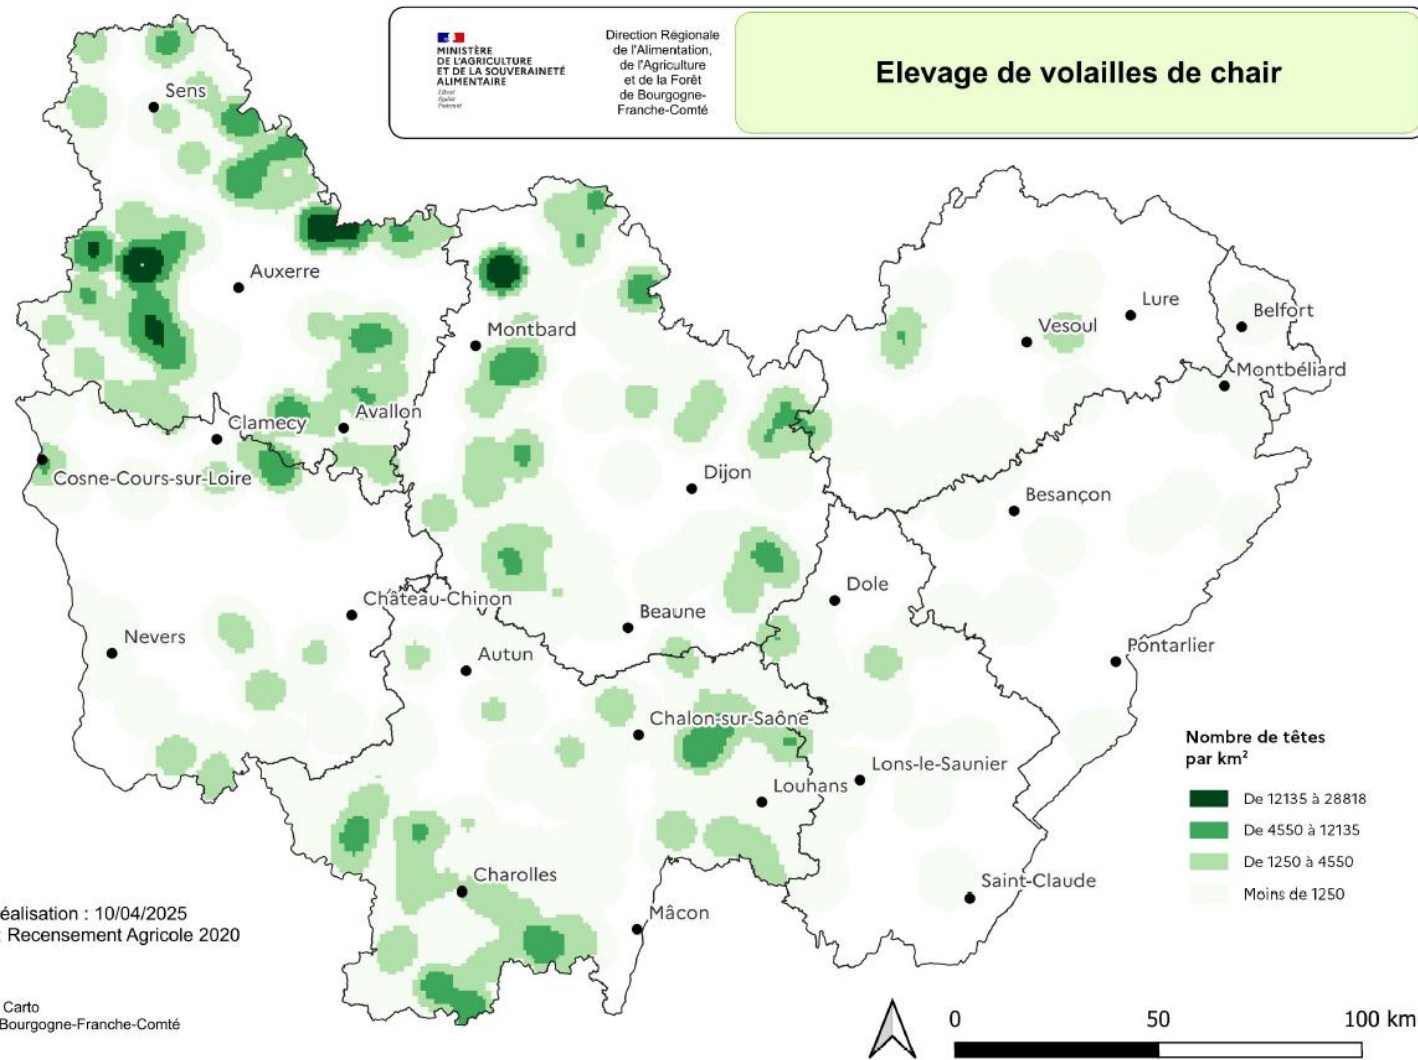 MINISTÈRE
DE L'AGRICULTURE
ET DE LA SOUVERAINETÉ
ALIMENTAIRE
Liberté
Égalité
Fraternité
Direction Régionale
de l'Alimentation,
de l'Agriculture
et de la Forêt
de Bourgogne-
Franche-Comté
Elevage de volailles de chair
Sens
Auxerre
Montbard
Lure
Belfort
Vesoul
Montbéliard
Avallon
Clamecy
Cosne-Cours-sur-Loire
Dijon
Besançon
Dole
Château-Chinon
Beaune
Nevers
Autun
Pontarlier
Chalon-sur-Saône
Lons-le-Saunier
Louhans
Charolles
Saint-Claude
Mâcon
Nombre de têtes
par km²
De 12135 à 28818
De 4550 à 12135
De 1250 à 4550
Moins de 1250
éalisation : 10/04/2025
: Recensement Agricole 2020
Carto
Bourgogne-Franche-Comté
0 50 100 km